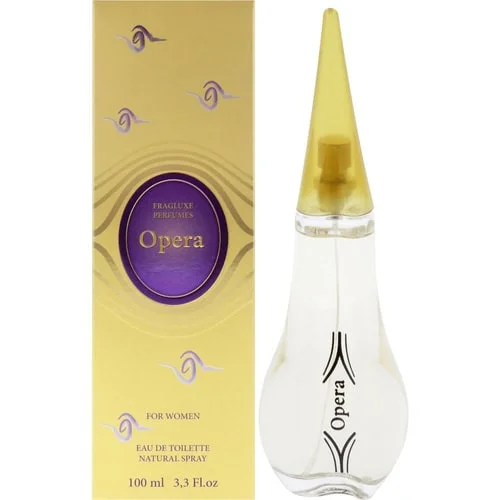 FRAGLUXE
PERFUMES
Opera
FOR WOMEN
EAU DE TOILETTE
NATURAL SPRAY
100 ml 3,3 Fl.oz
Opera